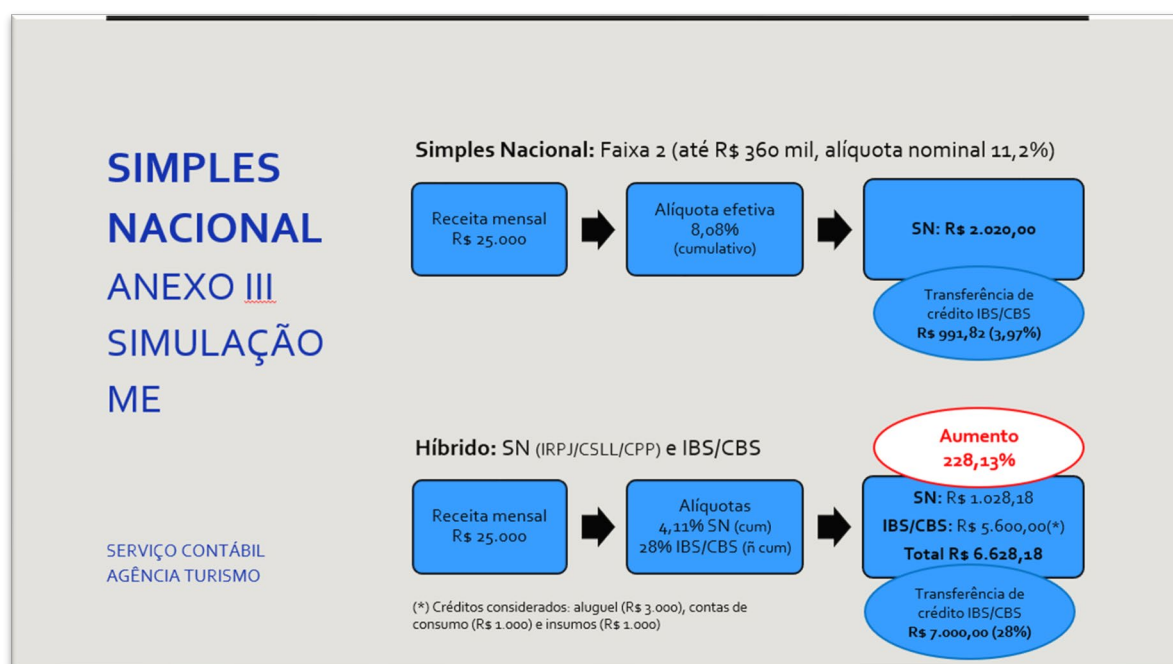 SIMPLES
NACIONAL
ANEXO III
SIMULAÇÃO
ME
SERVIÇO CONTÁBIL
AGÊNCIA TURISMO
Simples Nacional: Faixa 2 (até R$ 360 mil, alíquota nominal 11,2%)
Receita mensal
R$ 25.000
Alíquota efetiva
8,08%
(cumulativo)
SN: R$ 2.020,00
Transferência de
crédito IBS/CBS
R$ 991,82 (3,97%)
Híbrido: SN (IRPJ/CSLL/CPP) e IBS/CBS
Aumento
228,13%
Receita mensal
R$ 25.000
Alíquotas
4,11% SN (cum)
28% IBS/CBS (ñ cum)
SN: R$ 1.028,18
IBS/CBS: R$ 5.600,00(*)
Total R$ 6.628,18
Transferência de
crédito IBS/CBS
R$ 7.000,00 (28%)
(*) Créditos considerados: aluguel (R$ 3.000), contas de
consumo (R$ 1.000) e insumos (R$ 1.000)